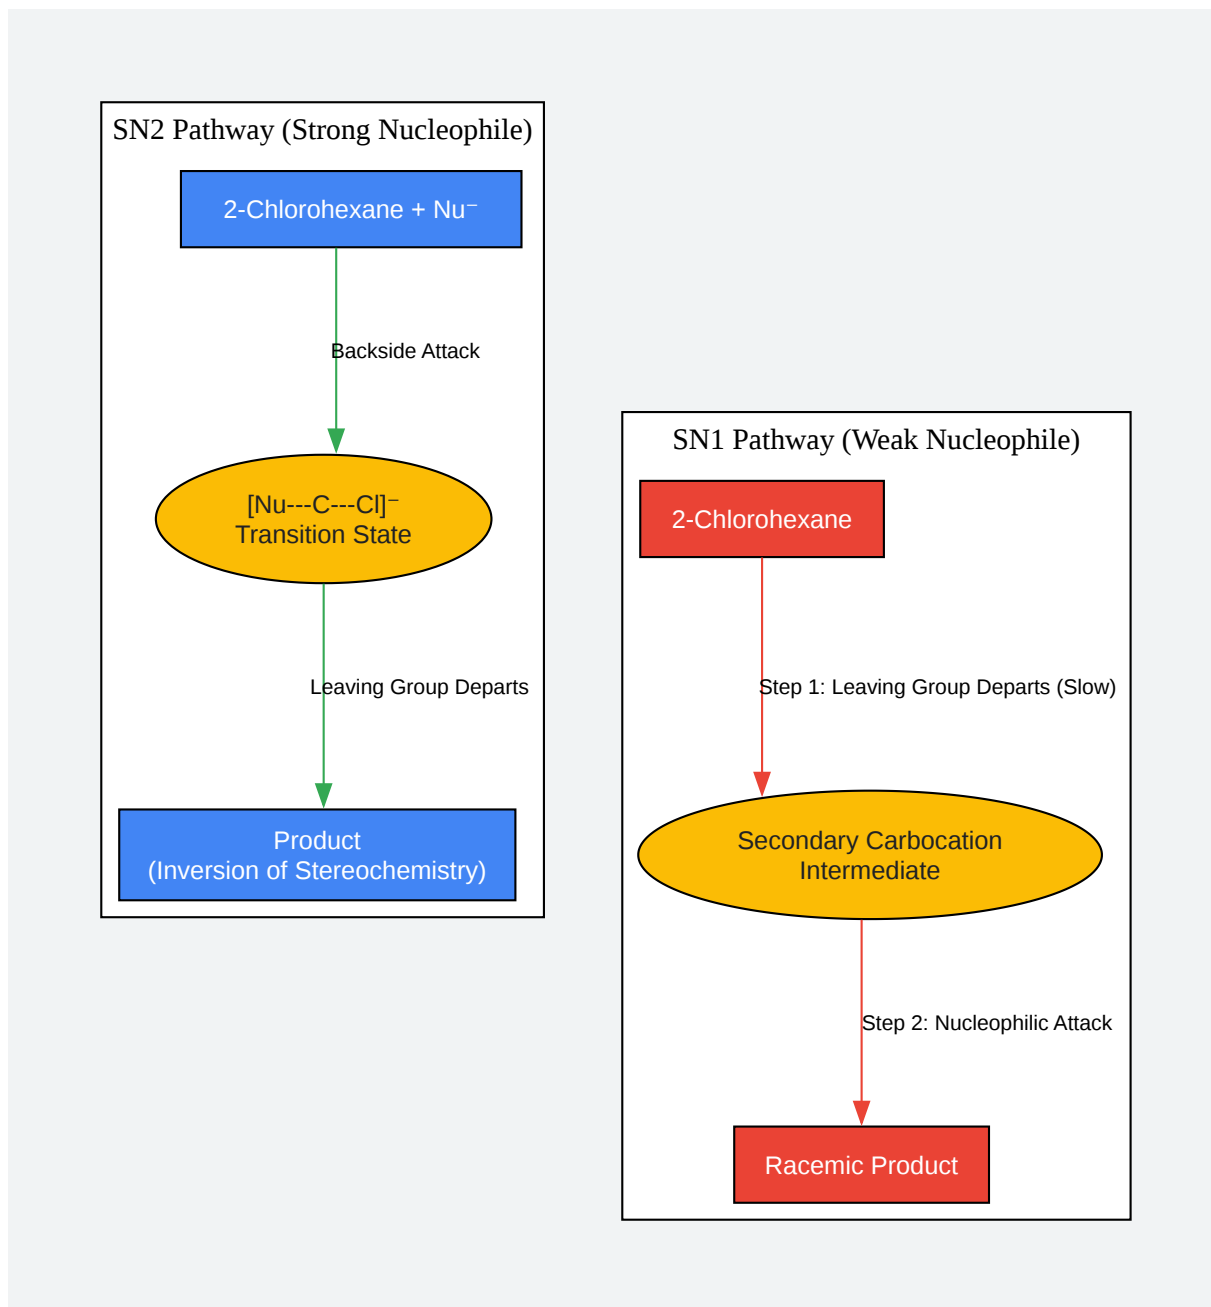 SN2 Pathway (Strong Nucleophile)
2-Chlorohexane + Nu⁻
Backside Attack
[Nu---C---Cl]⁻
Transition State
Leaving Group Departs
Product
(Inversion of Stereochemistry)
SN1 Pathway (Weak Nucleophile)
2-Chlorohexane
Step 1: Leaving Group Departs (Slow)
Secondary Carbocation
Intermediate
Step 2: Nucleophilic Attack
Racemic Product